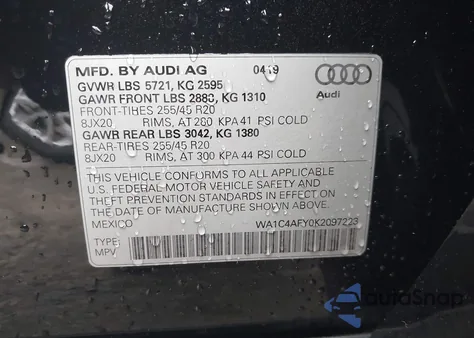 MFD. BY AUDI AG 04/19
GVWR LBS 5721, KG 2595
GAWR FRONT LBS 2888, KG 1310
FRONT-TIRES 255/45 R20
8JX20 RIMS, AT 280 KPA 41 PSI COLD
GAWR REAR LBS 3042, KG 1380
REAR-TIRES 255/45 R20
8JX20 RIMS, AT 300 KPA 44 PSI COLD
Audi
THIS VEHICLE CONFORMS TO ALL APPLICABLE
U.S. FEDERAL MOTOR VEHICLE SAFETY AND
THEFT PREVENTION STANDARDS IN EFFECT ON
THE DATE OF MANUFACTURE SHOWN ABOVE.
MEXICO WA1C4AFY0K2097223
TYPE:
MPV
autoSnap